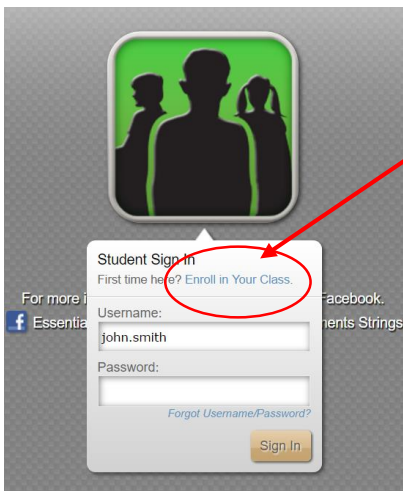 Student Sign In
First time here? Enroll in Your Class.
For more i
Facebook.
f Essentia
ments Strings
Username:
john.smith
Password:
Forgot Username/Password?
Sign In